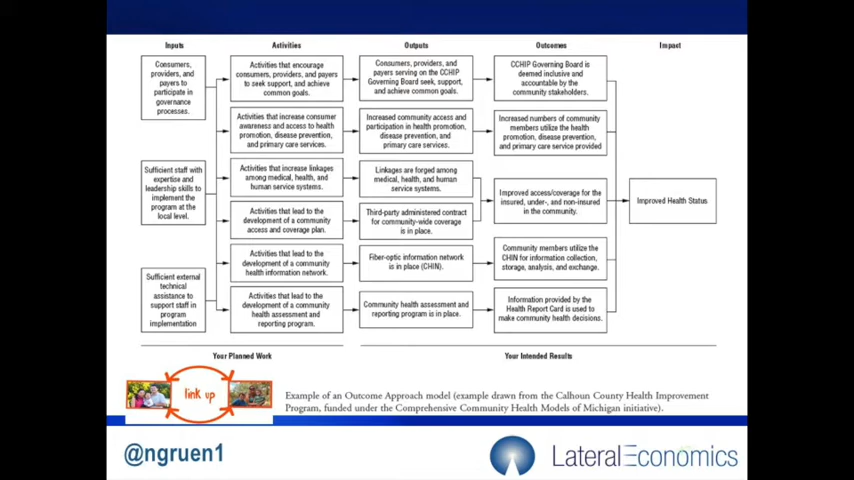 Inputs
Activities
Outputs
Outcomes
Impact
Consumers,
providers, and
payers to
participate in
governance
processes.
Activities that encourage
consumers, providers, and payers
to seek support, and achieve
common goals.
Consumers, providers, and
payers serving on the CCHIP
Governing Board seek, support,
and achieve common goals.
CCHIP Governing Board is
deemed inclusive and
accountable by the
community stakeholders.
Activities that increase consumer
awareness and access to health
promotion, disease prevention,
and primary care services.
Increased community access and
participation in health promotion,
disease prevention, and
primary care services.
Increased numbers of community
members utilize the health
promotion, disease prevention,
and primary care service provided
Sufficient staff with
expertise and
leadership skills to
implement the
program at the
local level.
Activities that increase linkages
among medical, health, and
human service systems.
Linkages are forged among
medical, health, and human
service systems.
Activities that lead to the
development of a community
access and coverage plan.
Third-party administered contract
for community-wide coverage
is in place.
Improved access/coverage for the
insured, under-, and non-insured
in the community.
Improved Health Status
Sufficient external
technical
assistance to
support staff in
program
implementation
Activities that lead to the
development of a community
health information network.
Fiber-optic information network
is in place (CHIN).
Community members utilize the
CHIN for information collection,
storage, analysis, and exchange.
Activities that lead to the
development of a community
health assessment and
reporting program.
Community health assessment and
reporting program is in place.
Information provided by the
Health Report Card is used to
make community health decisions.
Your Planned Work
Your Intended Results
link up
Example of an Outcome Approach model (example drawn from the Calhoun County Health Improvement
Program, funded under the Comprehensive Community Health Models of Michigan initiative).
@ngruen1
LateralEconomics